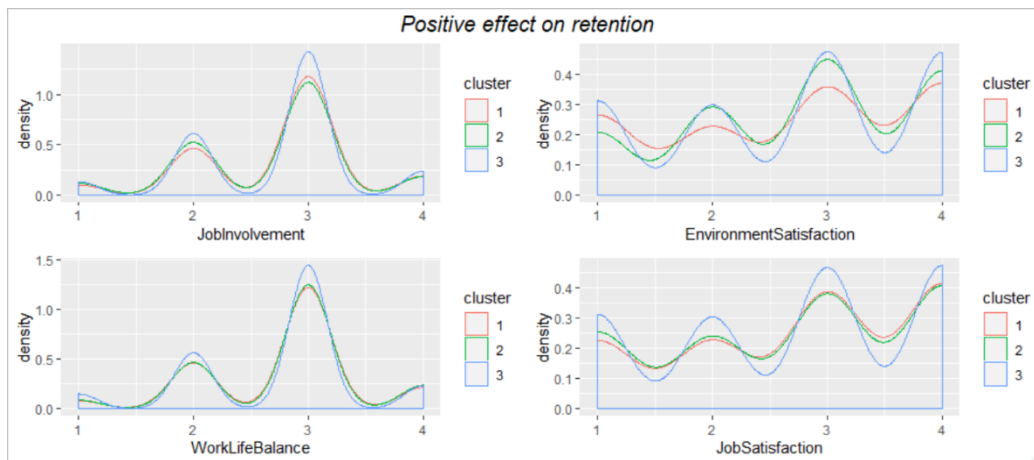 Positive effect on retention
density
1.0
0.5
0.0
1 2 3 4
JobInvolvement
cluster
1
2
3
density
0.4
0.3
0.2
0.1
0.0
1 2 3 4
EnvironmentSatisfaction
cluster
1
2
3
density
1.5
1.0
0.5
0.0
1 2 3 4
WorkLifeBalance
cluster
1
2
3
density
0.4
0.3
0.2
0.1
0.0
1 2 3 4
JobSatisfaction
cluster
1
2
3